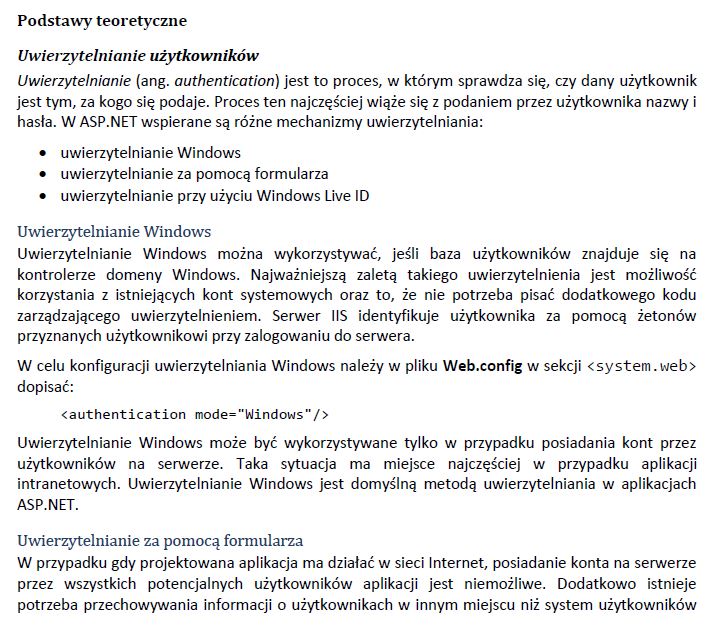 Podstawy teoretyczne
Uwierzytelnianie użytkowników
Uwierzytelnianie (ang. authentication) jest to proces, w którym sprawdza się, czy dany użytkownik
jest tym, za kogo się podaje. Proces ten najczęściej wiąże się z podaniem przez użytkownika nazwy i
hasła. W ASP.NET wspierane są różne mechanizmy uwierzytelniania:
• uwierzytelnianie Windows
• uwierzytelnianie za pomocą formularza
• uwierzytelnianie przy użyciu Windows Live ID
Uwierzytelnianie Windows
Uwierzytelnianie Windows można wykorzystywać, jeśli baza użytkowników znajduje się na
kontrolerze domeny Windows. Najważniejszą zaletą takiego uwierzytelnienia jest możliwość
korzystania z istniejących kont systemowych oraz to, że nie potrzeba pisać dodatkowego kodu
zarządzającego uwierzytelnieniem. Serwer IIS identyfikuje użytkownika za pomocą żetonów
przyznanych użytkownikowi przy zalogowaniu do serwera.
W celu konfiguracji uwierzytelniania Windows należy w pliku Web.config w sekcji <system.web>
dopisać:
<authentication mode="Windows"/>
Uwierzytelnianie Windows może być wykorzystywane tylko w przypadku posiadania kont przez
użytkowników na serwerze. Taka sytuacja ma miejsce najczęściej w przypadku aplikacji
intranetowych. Uwierzytelnianie Windows jest domyślną metodą uwierzytelniania w aplikacjach
ASP.NET.
Uwierzytelnianie za pomocą formularza
W przypadku gdy projektowana aplikacja ma działać w sieci Internet, posiadanie konta na serwerze
przez wszystkich potencjalnych użytkowników aplikacji jest niemożliwe. Dodatkowo istnieje
potrzeba przechowywania informacji o użytkownikach w innym miejscu niż system użytkowników